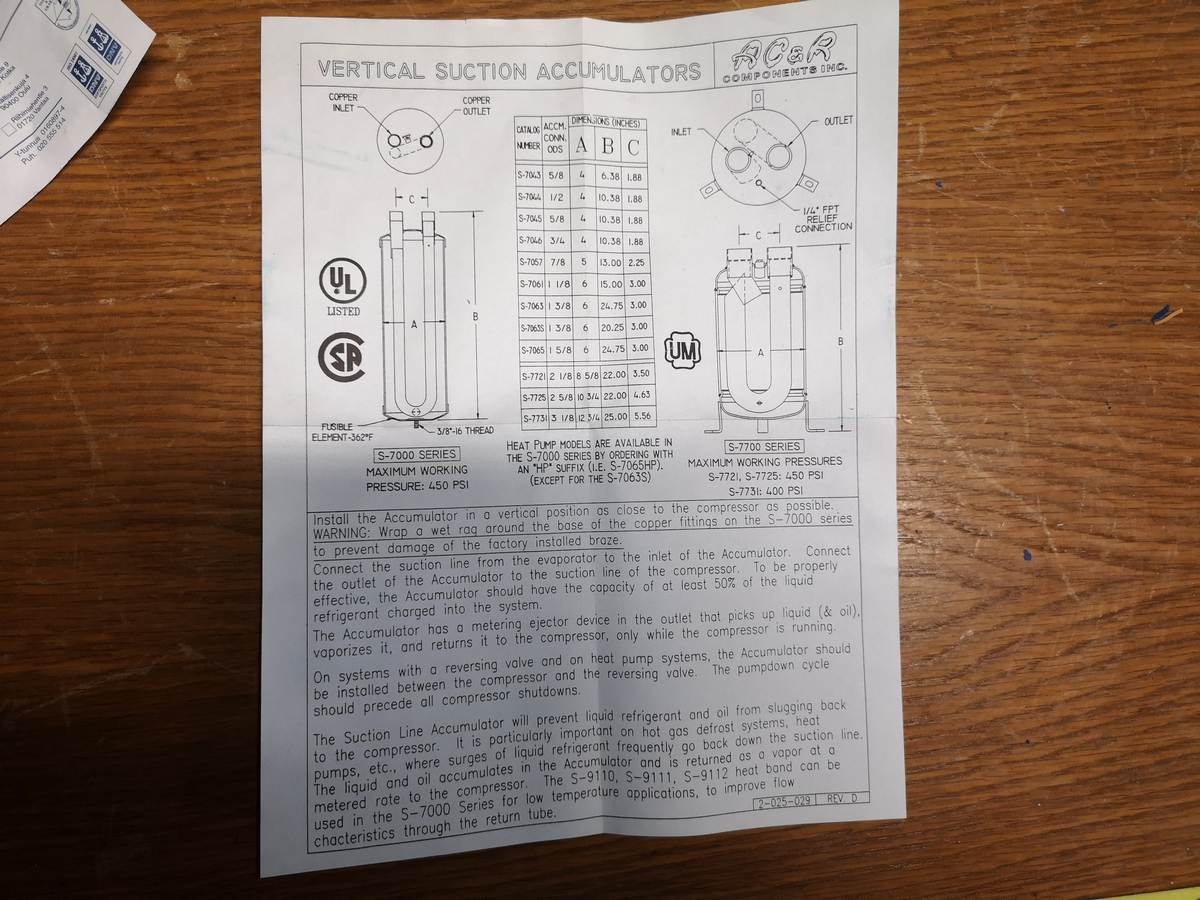 Mällisenkatu 4
90400 Oulu
Riihimiehentie 3
01720 Vantaa
Y-tunnus 0160897-4
Puh. 020 555 514
VERTICAL SUCTION ACCUMULATORS
AC&R
COMPONENTS INC.
COPPER
INLET
COPPER
OUTLET
B
C
A
B
UL
LISTED
SA
FUSIBLE
ELEMENT-362°F
3/8"-16 THREAD
S-7000 SERIES
MAXIMUM WORKING
PRESSURE: 450 PSI
CATALOG NUMBER ACCM. CONN. ODS DIMENSIONS (INCHES) A B C
S-7043 5/8 4 6.38 1.88
S-7044 1/2 4 10.38 1.88
S-7045 5/8 4 10.38 1.88
S-7046 3/4 4 10.38 1.88
S-7057 7/8 5 13.00 2.25
S-7061 1 1/8 6 15.00 3.00
S-7063 1 3/8 6 24.75 3.00
S-7063S 1 3/8 6 20.25 3.00
S-7065 1 5/8 6 24.75 3.00
S-7721 2 1/8 8 5/8 22.00 3.50
S-7725 2 5/8 10 3/4 22.00 4.63
S-7731 3 1/8 12 3/4 25.00 5.56
HEAT PUMP MODELS ARE AVAILABLE IN
THE S-7000 SERIES BY ORDERING WITH
AN "HP" SUFFIX (I.E. S-7065HP).
(EXCEPT FOR THE S-7063S)
INLET
OUTLET
1/4" FPT
RELIEF
CONNECTION
C
A
B
UM
S-7700 SERIES
MAXIMUM WORKING PRESSURES
S-7721, S-7725: 450 PSI
S-7731: 400 PSI
Install the Accumulator in a vertical position as close to the compressor as possible.
WARNING: Wrap a wet rag around the base of the copper fittings on the S-7000 series
to prevent damage of the factory installed braze.
Connect the suction line from the evaporator to the inlet of the Accumulator. Connect
the outlet of the Accumulator to the suction line of the compressor. To be properly
effective, the Accumulator should have the capacity of at least 50% of the liquid
refrigerant charged into the system.
The Accumulator has a metering ejector device in the outlet that picks up liquid (& oil),
vaporizes it, and returns it to the compressor, only while the compressor is running.
On systems with a reversing valve and on heat pump systems, the Accumulator should
be installed between the compressor and the reversing valve. The pumpdown cycle
should precede all compressor shutdowns.
The Suction Line Accumulator will prevent liquid refrigerant and oil from slugging back
to the compressor. It is particularly important on hot gas defrost systems, heat
pumps, etc., where surges of liquid refrigerant frequently go back down the suction line.
The liquid and oil accumulates in the Accumulator and is returned as a vapor at a
metered rate to the compressor. The S-9110, S-9111, S-9112 heat band can be
used in the S-7000 Series for low temperature applications, to improve flow
chacteristics through the return tube.
2-025-029 REV. D